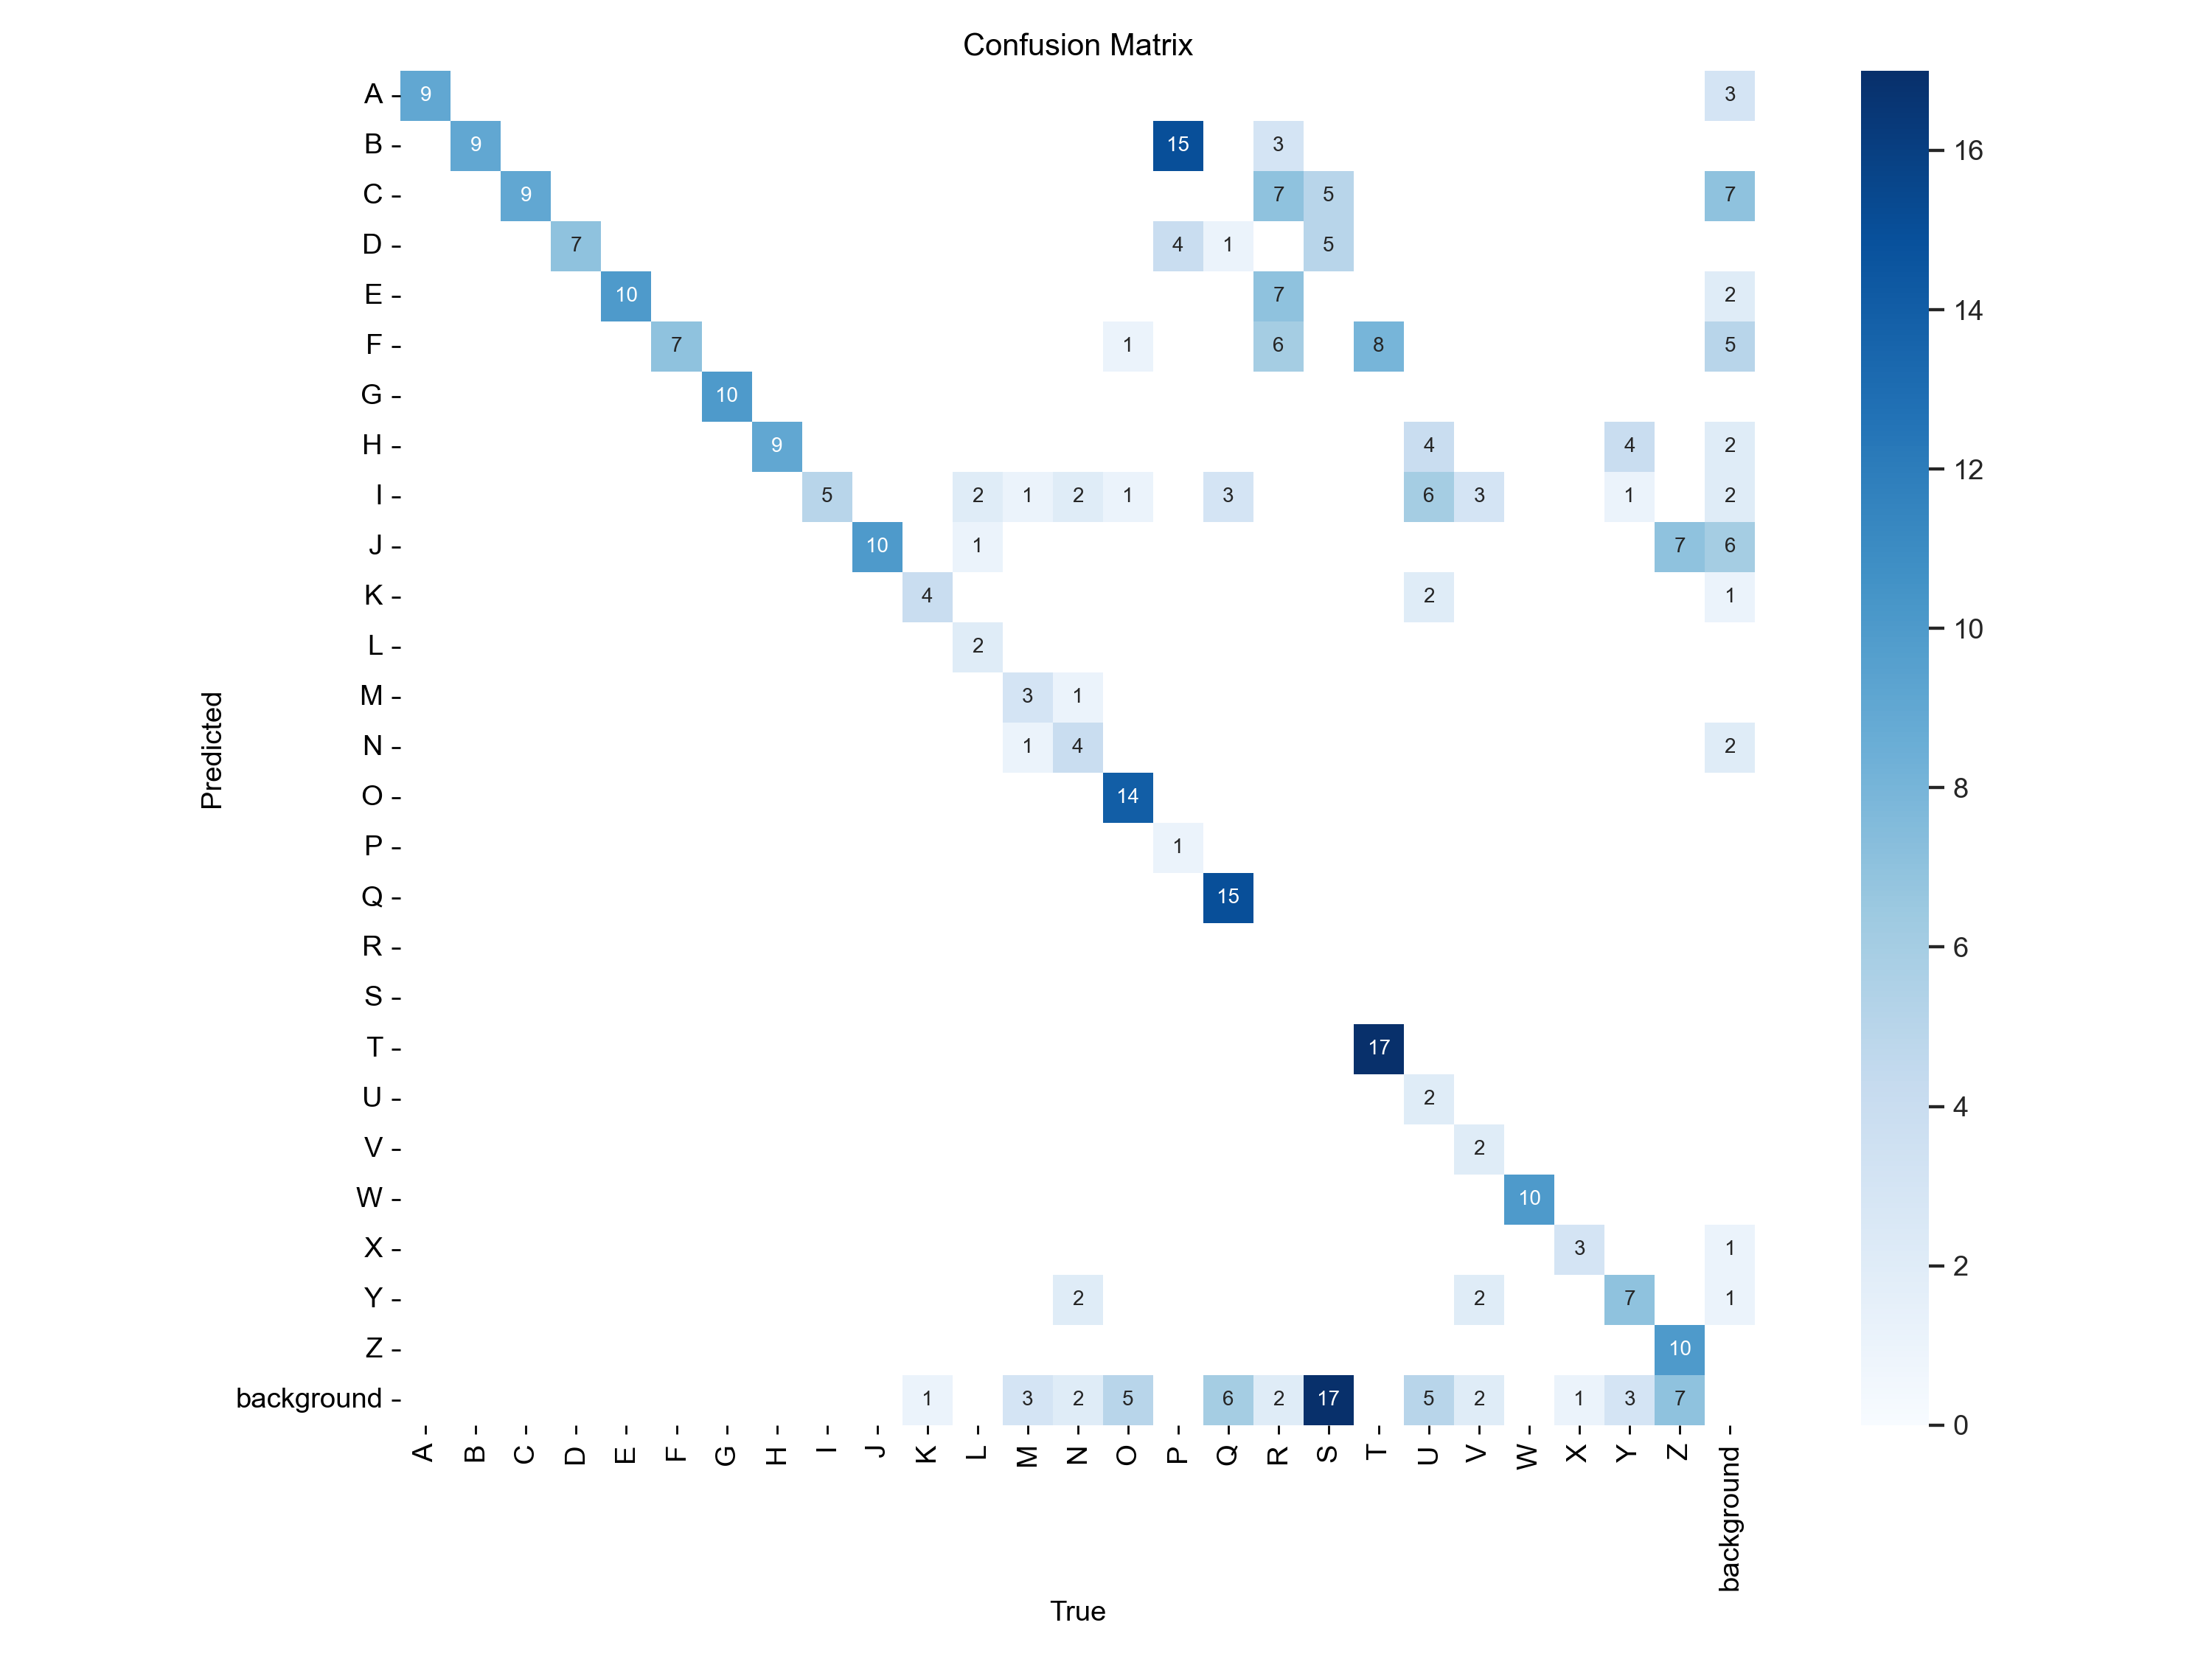 Confusion Matrix
A 9 3
B 9 15 3
C 9 7 5 7
D 7 4 1 5
E 10 7 2
F 7 1 6 8 5
G 10
H 9 4 4 2
I 5 2 1 2 1 3 6 3 1 2
J 10 1 7 6
K 4 2 1
L 2
M 3 1
N 1 4 2
O 14
P 1
Q 15
R
S
T 17
U 2
V 2
W 10
X 3 1
Y 2 2 7 1
Z 10
background 1 3 2 5 6 2 17 5 2 1 3 7
A B C D E F G H I J K L M N O P Q R S T U V W X Y Z background
True
Predicted
16
14
12
10
8
6
4
2
0